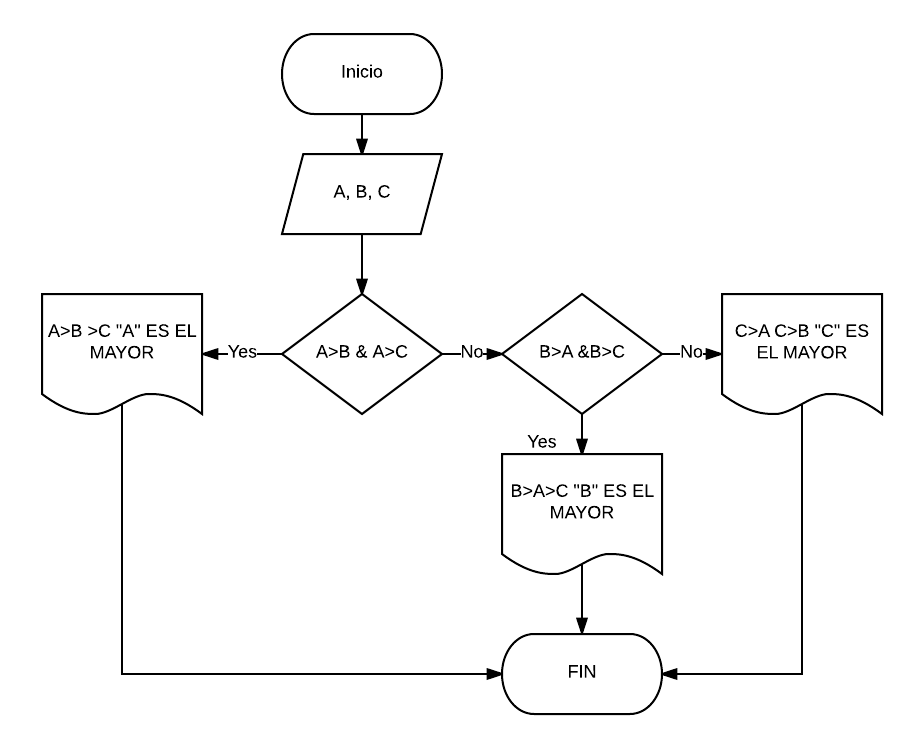 Inicio
A, B, C
A>B >C "A" ES EL
MAYOR
Yes
A>B & A>C
No
B>A &B>C
No
C>A C>B "C" ES
EL MAYOR
Yes
B>A>C "B" ES EL
MAYOR
FIN